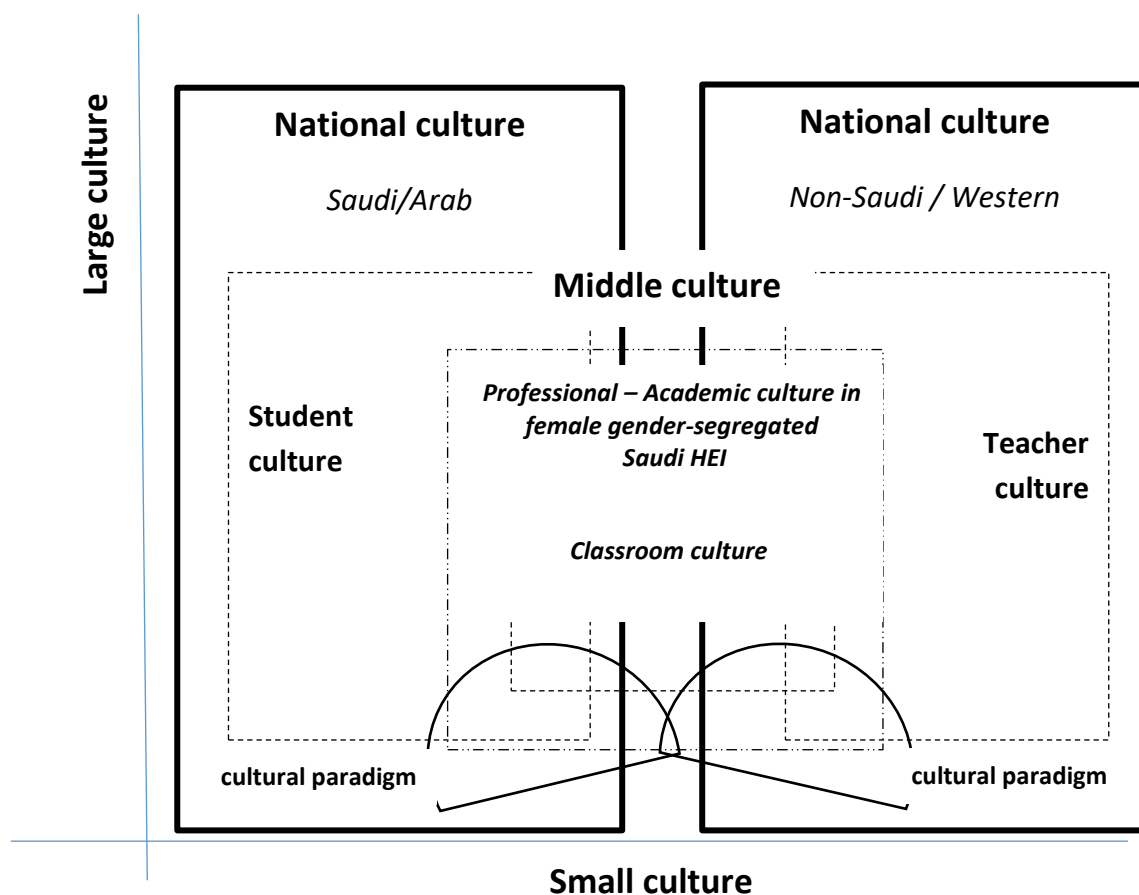 Large culture
National culture
Saudi/Arab
National culture
Non-Saudi / Western
Middle culture
Professional – Academic culture in
female gender-segregated
Saudi HEI
Student
culture
Teacher
culture
Classroom culture
cultural paradigm
cultural paradigm
Small culture